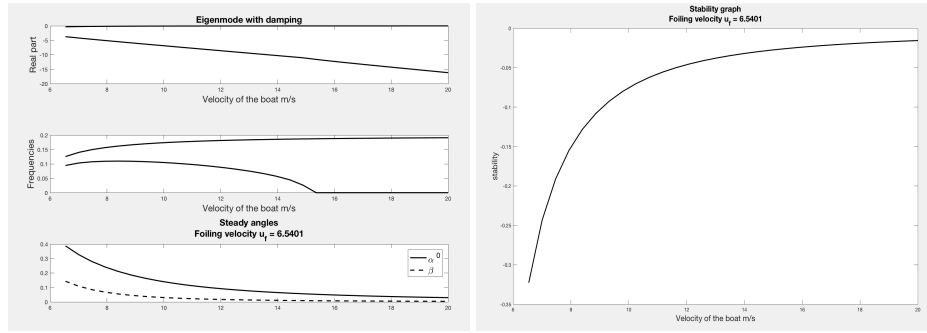 Eigenmode with damping
0
-5
-10
-15
-20
Real part
6 8 10 12 14 16 18 20
Velocity of the boat m/s
0.2
0.15
0.1
0.05
0
Frequencies
6 8 10 12 14 16 18 20
Velocity of the boat m/s
Steady angles
Foiling velocity u_f = 6.5401
0.4
0.3
0.2
0.1
0
α^0
β
6 8 10 12 14 16 18 20
Stability graph
Foiling velocity u_f = 6.5401
0
-0.05
-0.1
-0.15
-0.2
-0.25
-0.3
-0.35
stability
6 8 10 12 14 16 18 20
Velocity of the boat m/s